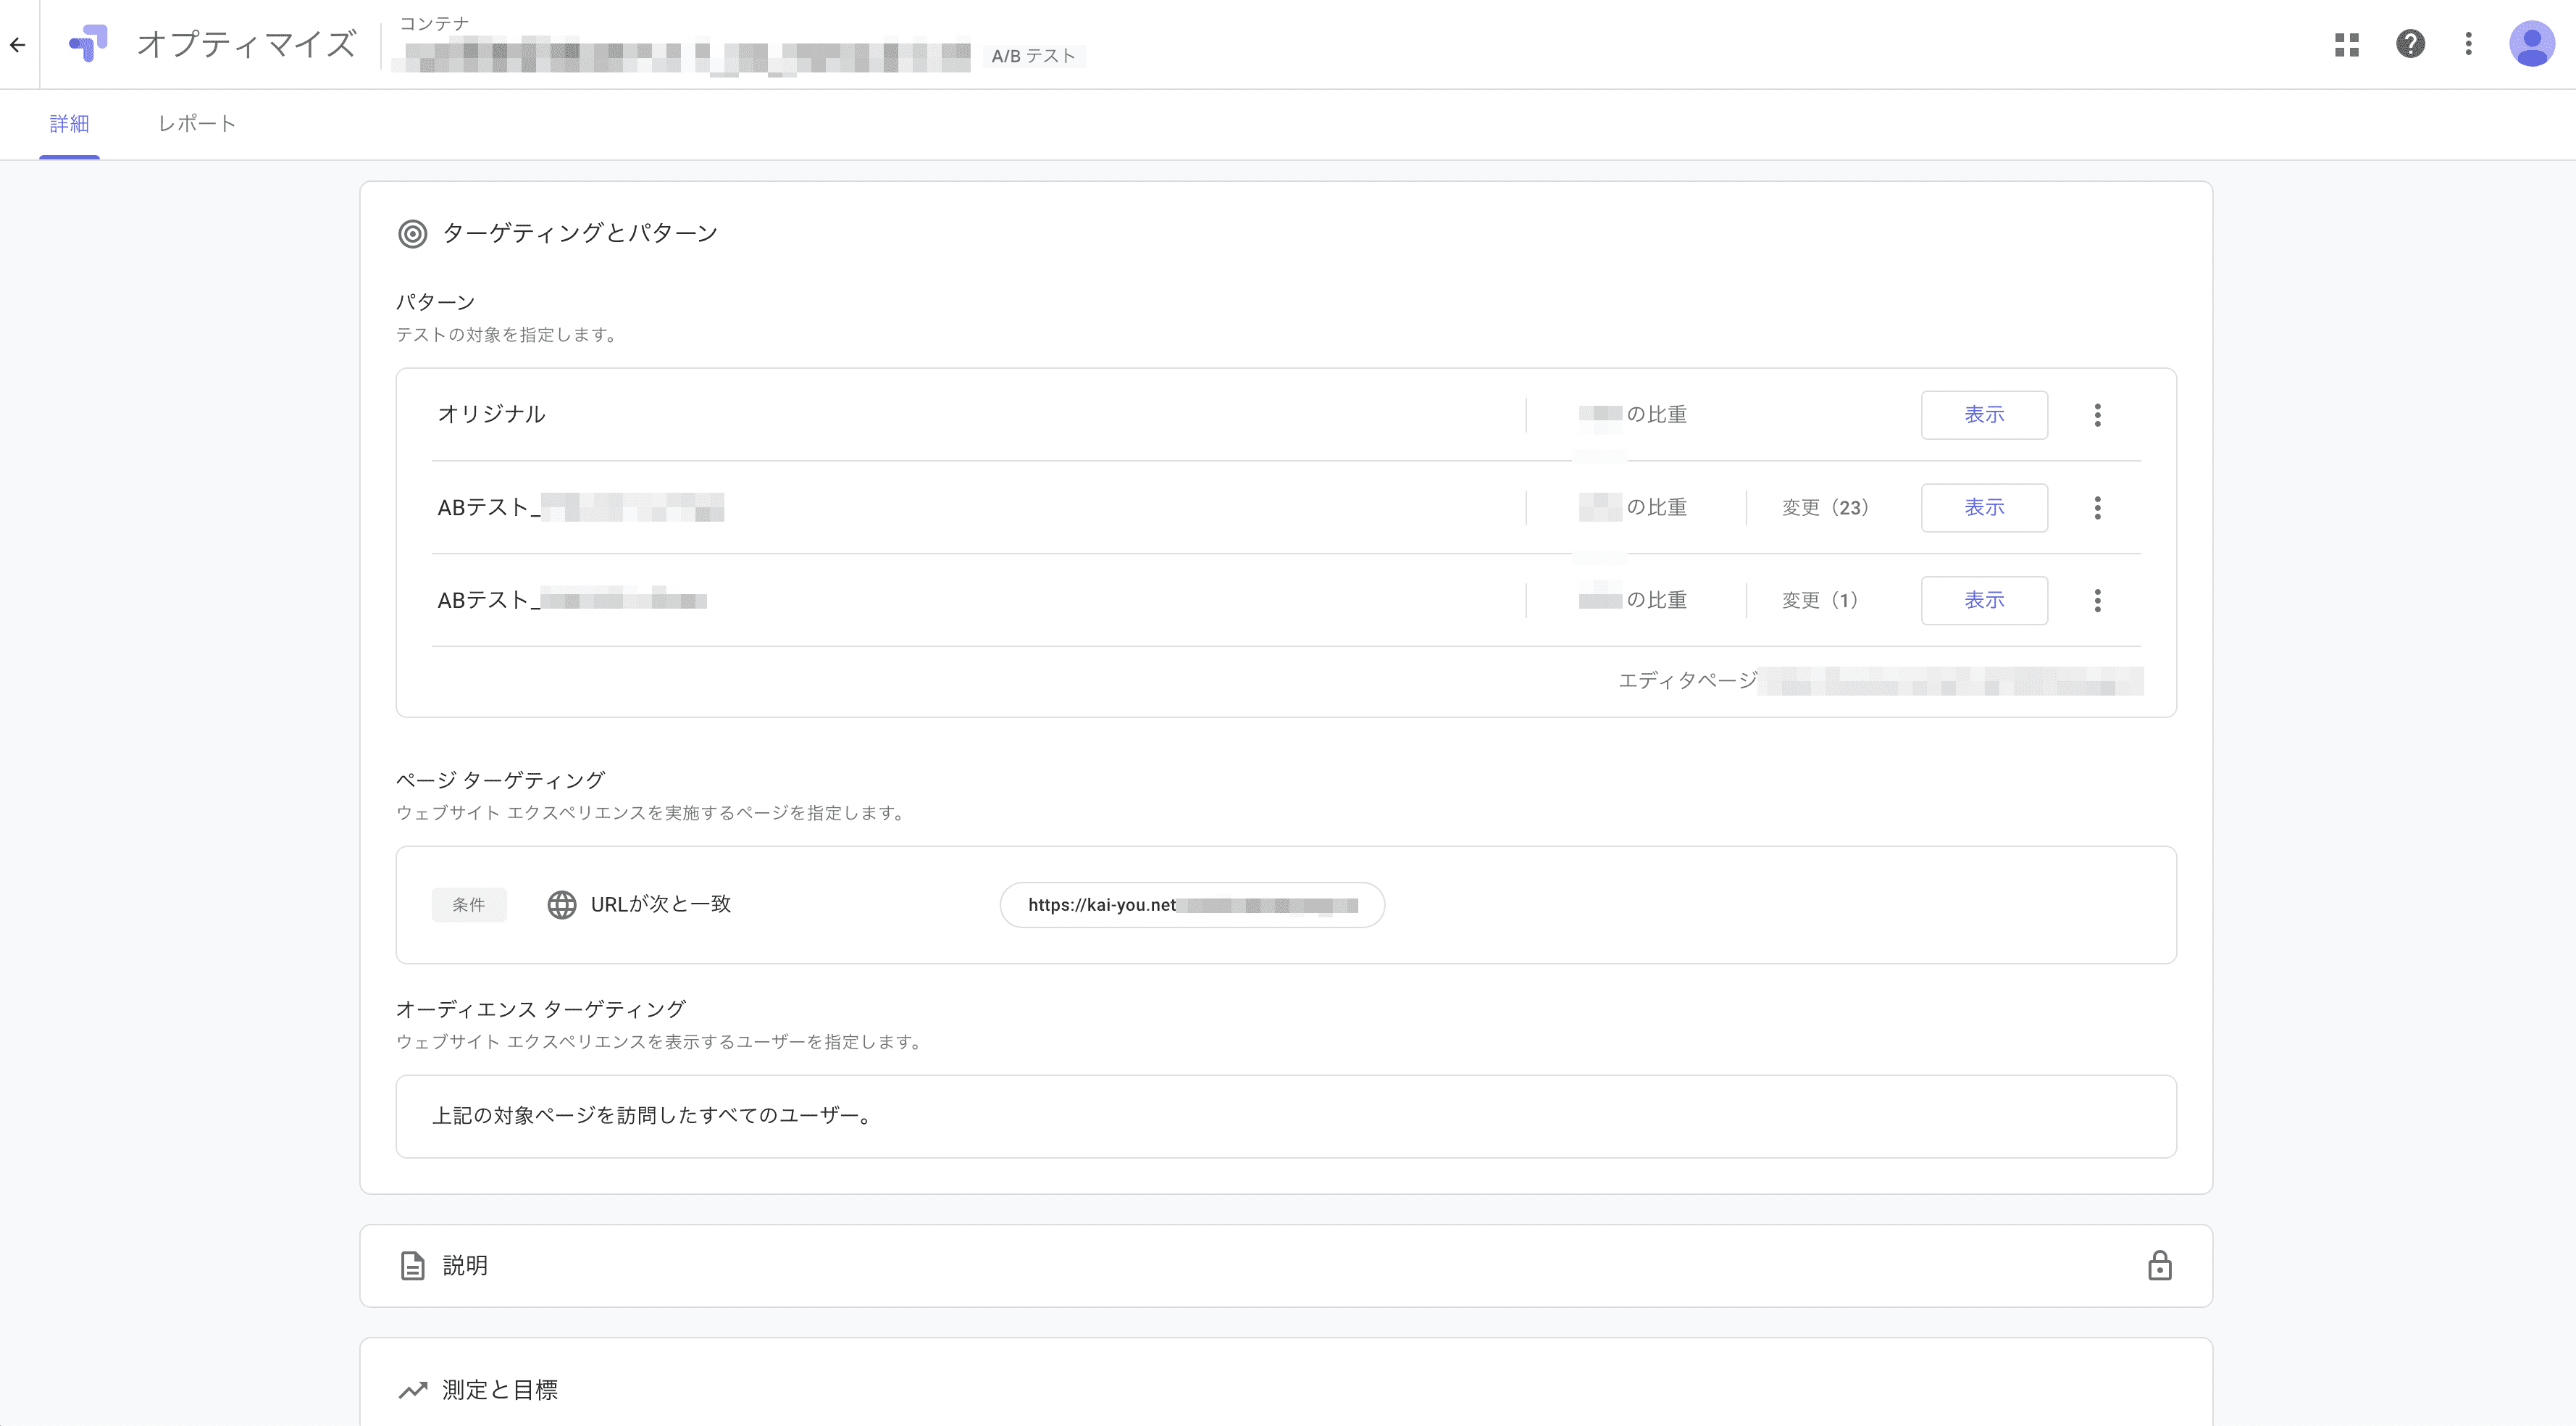 オプティマイズ
コンテナ
A/B テスト
詳細
レポート
ターゲティングとパターン
パターン
テストの対象を指定します。
オリジナル
の比重
表示
ABテスト_
の比重
変更（23）
表示
ABテスト_
の比重
変更（1）
表示
エディタページ
ページ ターゲティング
ウェブサイト エクスペリエンスを実施するページを指定します。
条件
URLが次と一致
https://kai-you.net
オーディエンス ターゲティング
ウェブサイト エクスペリエンスを表示するユーザーを指定します。
上記の対象ページを訪問したすべてのユーザー。
説明
測定と目標